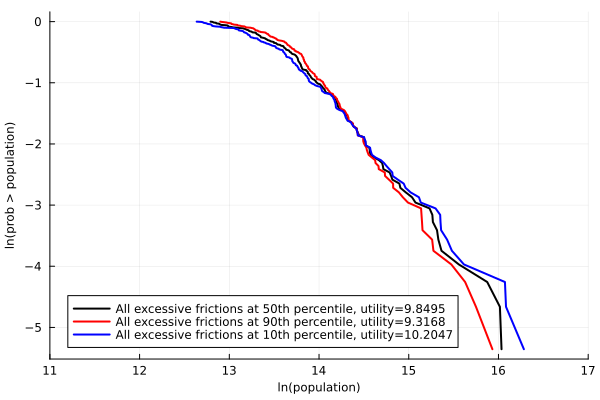 0
−1
−2
−3
−4
−5
ln(prob > population)
All excessive frictions at 50th percentile, utility=9.8495
All excessive frictions at 90th percentile, utility=9.3168
All excessive frictions at 10th percentile, utility=10.2047
11 12 13 14 15 16 17
ln(population)